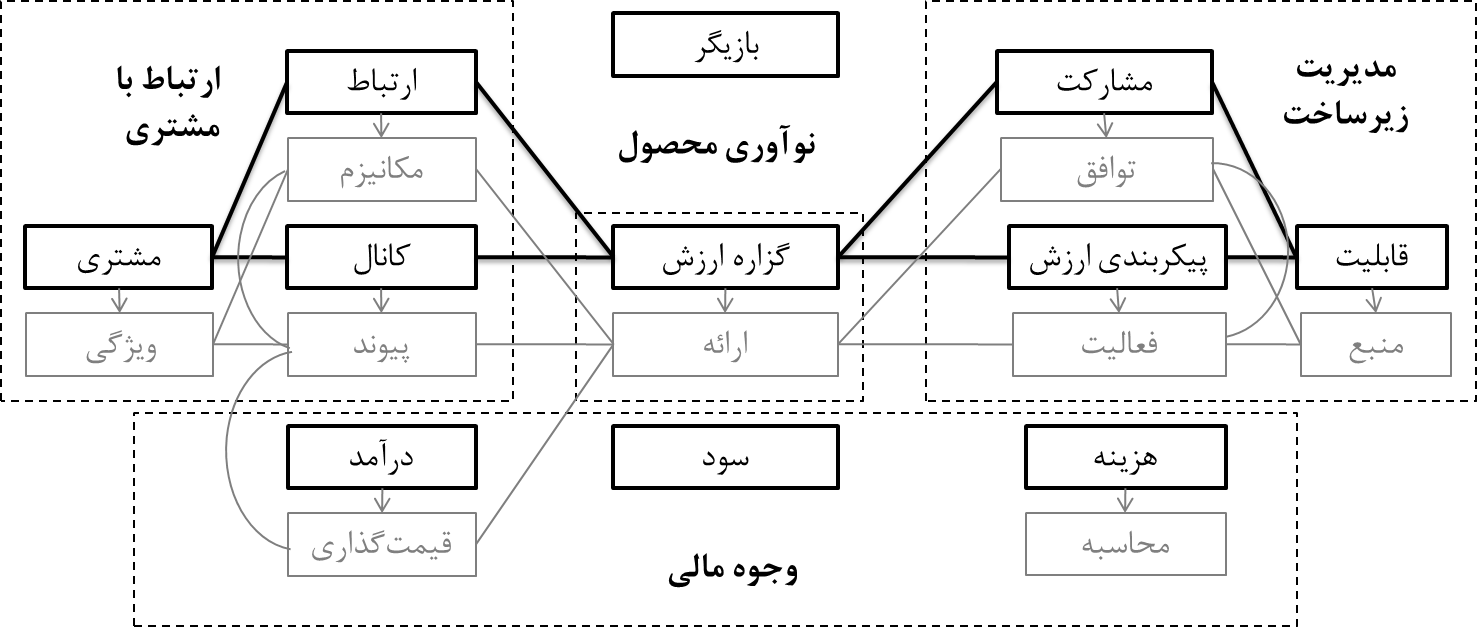 بازیگر
مدیریت
زیرساخت
مشارکت
توافق
پیکربندی ارزش
فعالیت
قابلیت
منبع
نوآوری محصول
گزاره ارزش
ارائه
ارتباط با
مشتری
ارتباط
مکانیزم
کانال
پیوند
مشتری
ویژگی
هزینه
محاسبه
سود
درآمد
قیمت‌گذاری
وجوه مالی